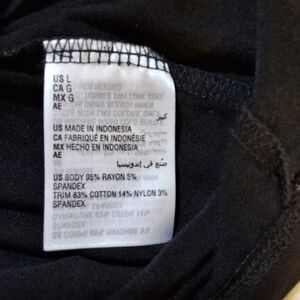 US L
CA G
MX G
AE
كبير
US MADE IN INDONESIA
CA FABRIQUÉ EN INDONÉSIE
MX HECHO EN INDONESIA
AE
صنع في إندونيسيا
US BODY 95% RAYON 5%
SPANDEX
TRIM 83% COTTON 14% NYLON 3%
SPANDEX